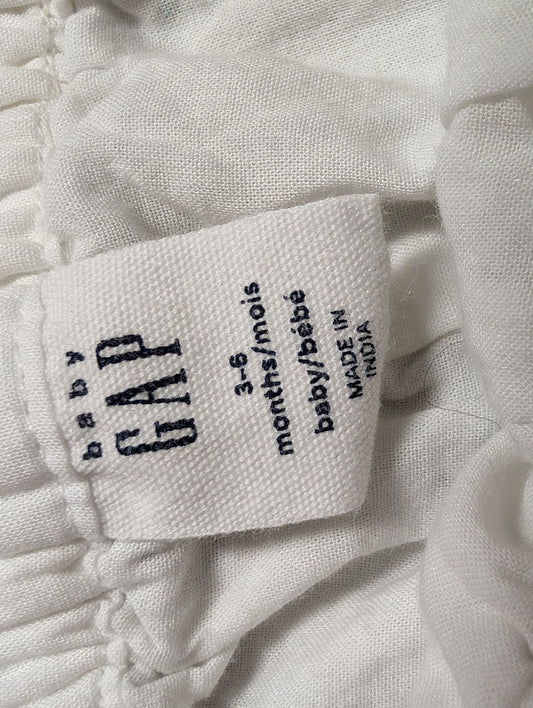 baby
GAP
3-6
months/mois
baby/bébé
MADE IN
INDIA